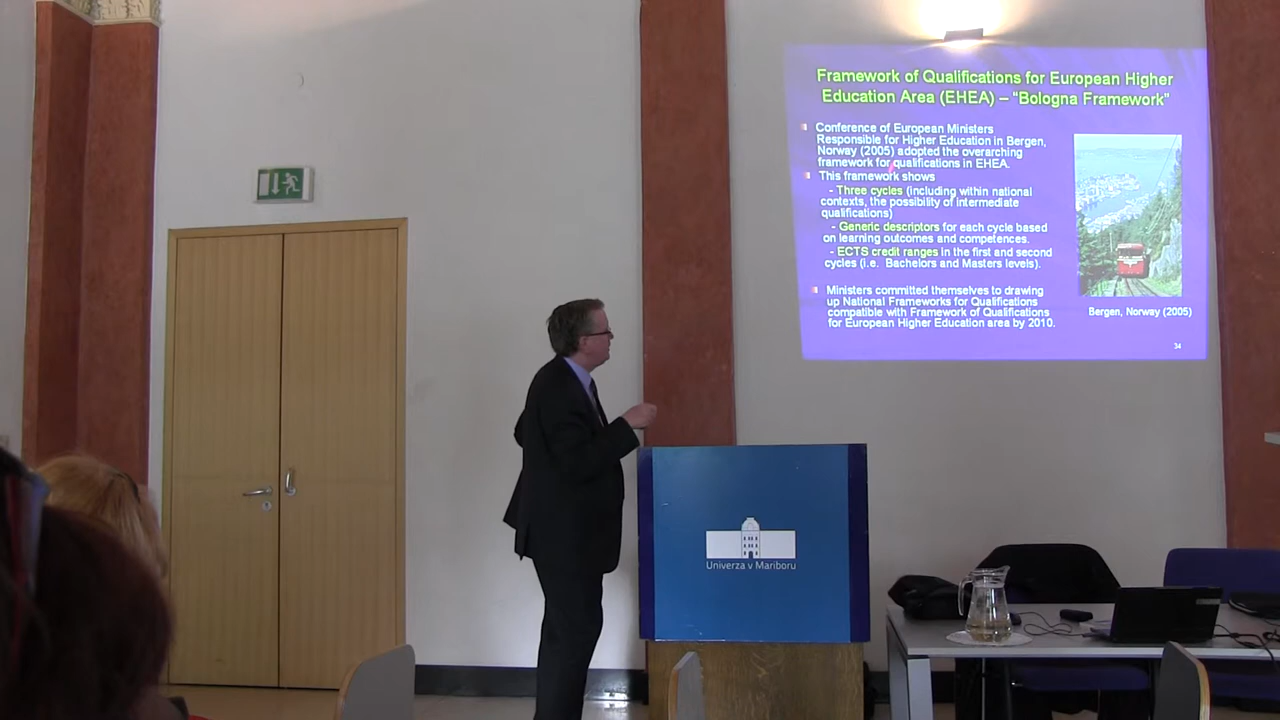 Framework of Qualifications for European Higher
Education Area (EHEA) – “Bologna Framework”
Conference of European Ministers
Responsible for Higher Education in Bergen,
Norway (2005) adopted the overarching
framework for qualifications in EHEA.
This framework shows
- Three cycles (including within national
contexts, the possibility of intermediate
qualifications)
- Generic descriptors for each cycle based
on learning outcomes and competences.
- ECTS credit ranges in the first and second
cycles (i.e. Bachelors and Masters levels).
Ministers committed themselves to drawing
up National Frameworks for Qualifications
compatible with Framework of Qualifications
for European Higher Education area by 2010.
Bergen, Norway (2005)
34
Univerza v Mariboru